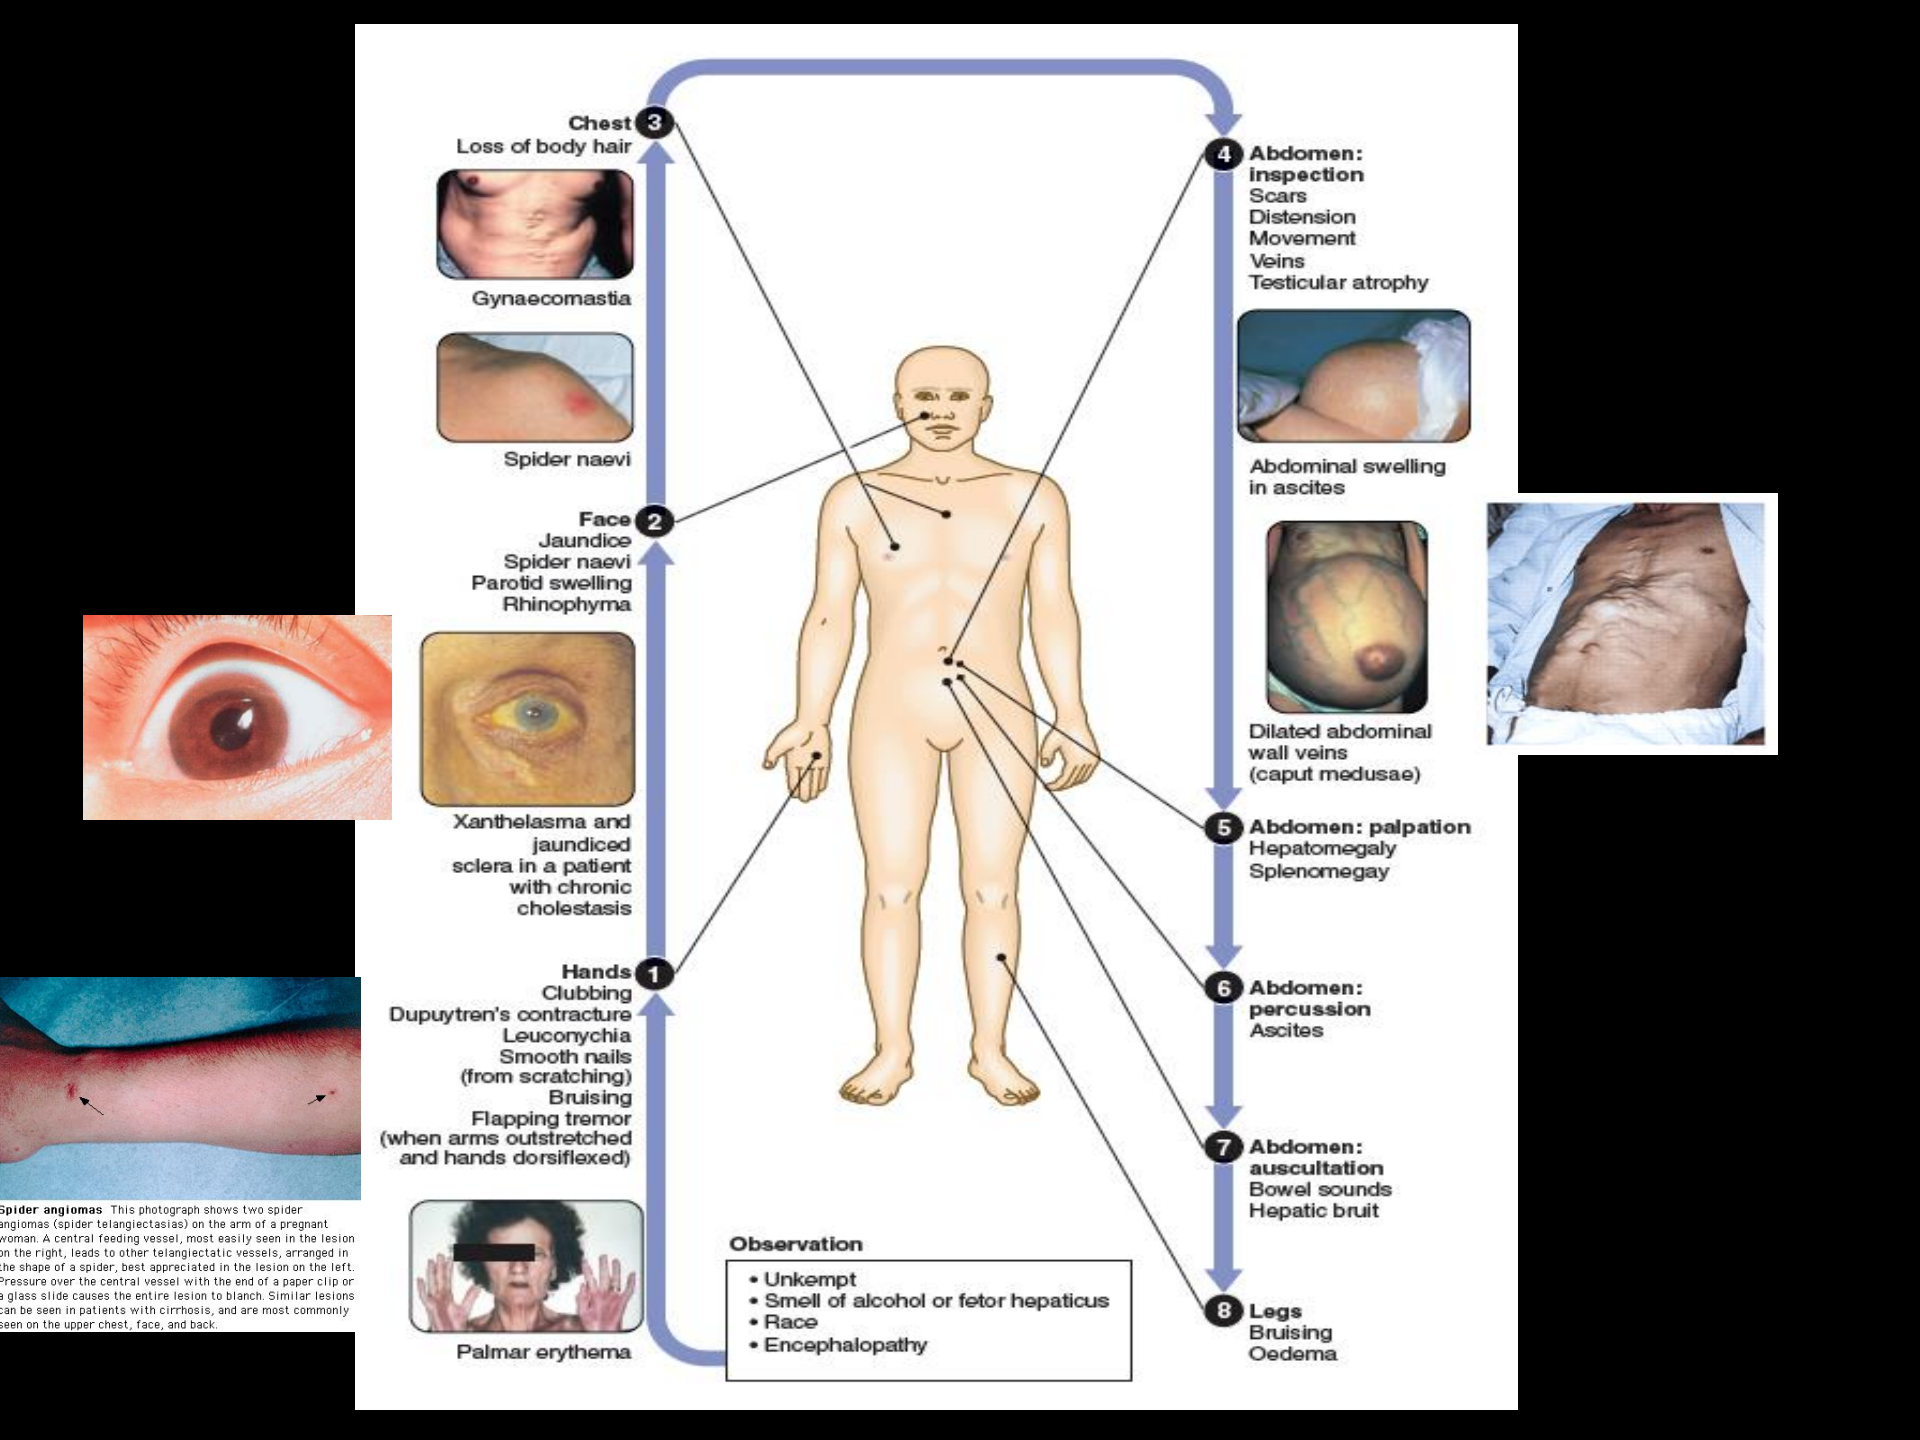 3
Chest
Loss of body hair
Gynaecomastia
Spider naevi
2
Face
Jaundice
Spider naevi
Parotid swelling
Rhinophyma
Xanthelasma and
jaundiced
sclera in a patient
with chronic
cholestasis
1
Hands
Clubbing
Dupuytren's contracture
Leuconychia
Smooth nails
(from scratching)
Bruising
Flapping tremor
(when arms outstretched
and hands dorsiflexed)
Palmar erythema
Spider angiomas This photograph shows two spider
angiomas (spider telangiectasias) on the arm of a pregnant
woman. A central feeding vessel, most easily seen in the lesion
on the right, leads to other telangiectatic vessels, arranged in
the shape of a spider, best appreciated in the lesion on the left.
Pressure over the central vessel with the end of a paper clip or
a glass slide causes the entire lesion to blanch. Similar lesions
can be seen in patients with cirrhosis, and are most commonly
seen on the upper chest, face, and back.
Observation
• Unkempt
• Smell of alcohol or fetor hepaticus
• Race
• Encephalopathy
4
Abdomen:
inspection
Scars
Distension
Movement
Veins
Testicular atrophy
Abdominal swelling
in ascites
Dilated abdominal
wall veins
(caput medusae)
5
Abdomen: palpation
Hepatomegaly
Splenomegay
6
Abdomen:
percussion
Ascites
7
Abdomen:
auscultation
Bowel sounds
Hepatic bruit
8
Legs
Bruising
Oedema